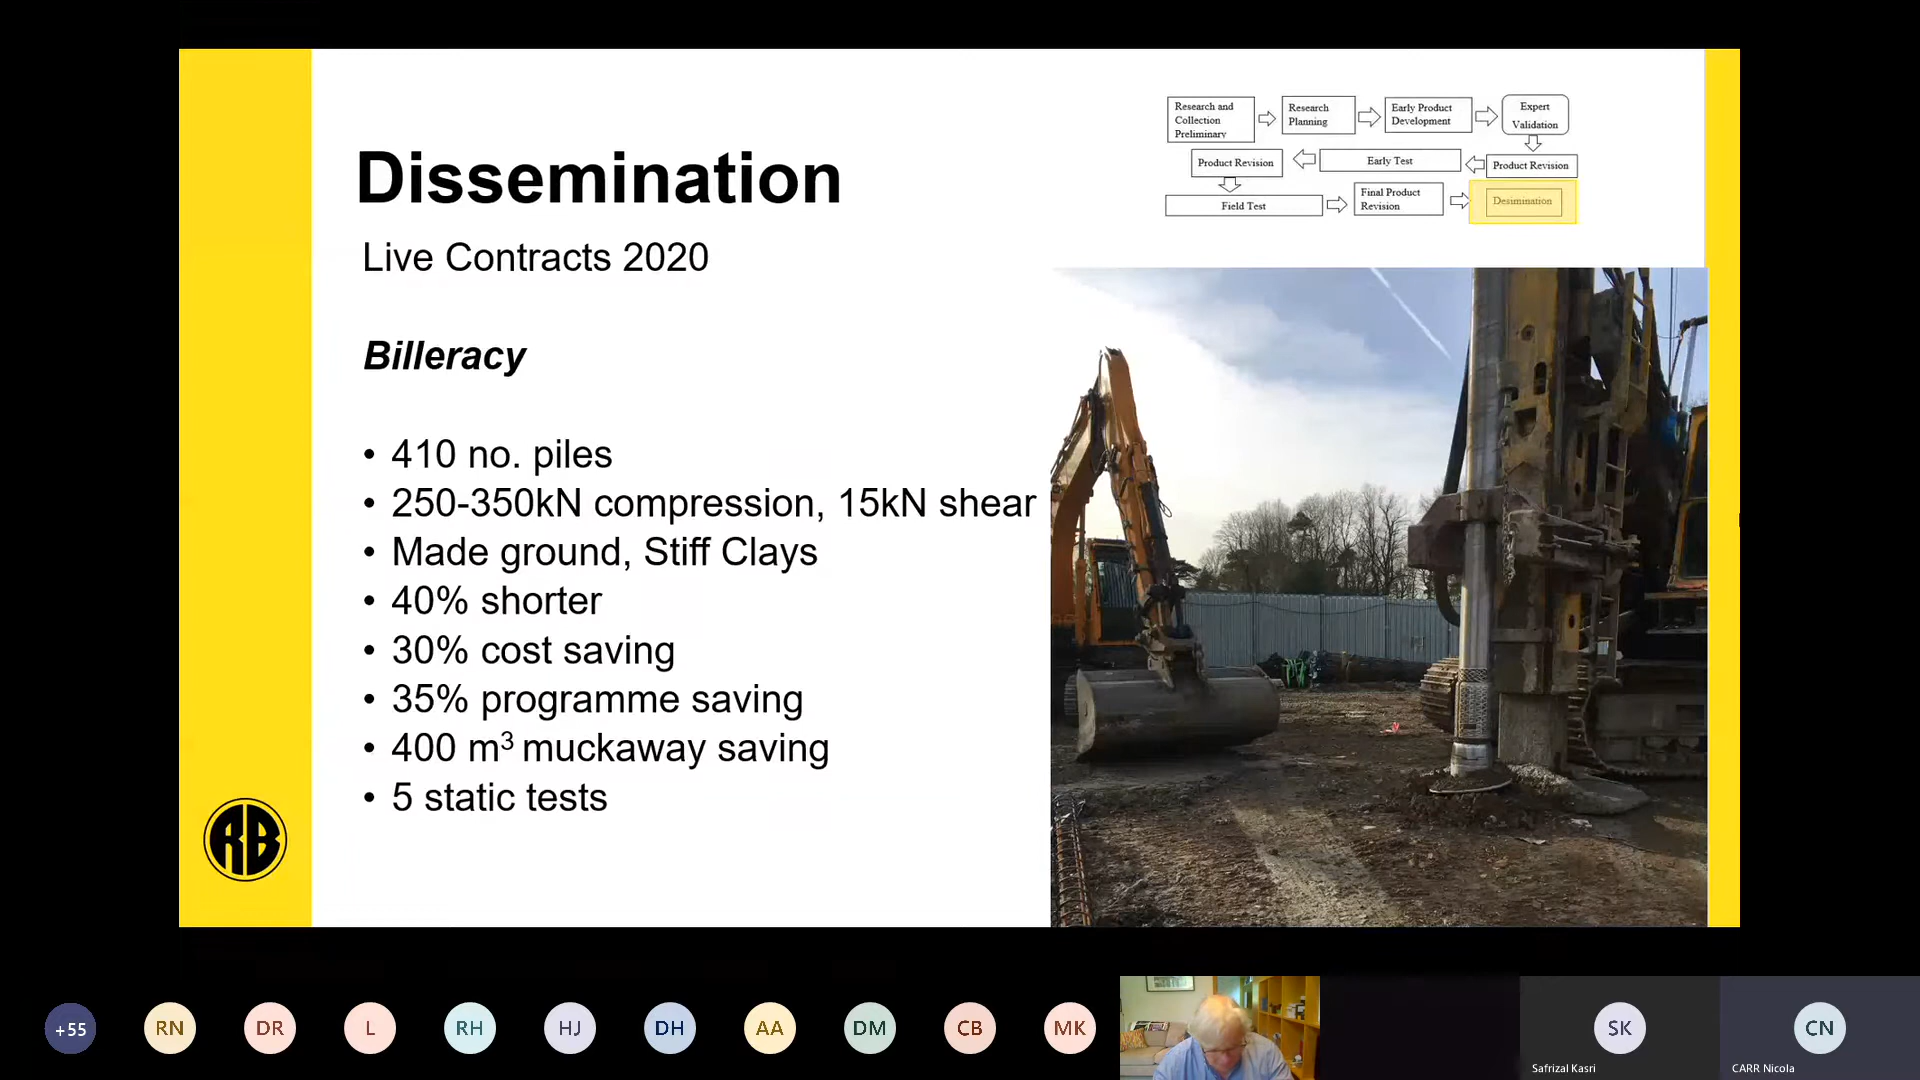 Dissemination
Live Contracts 2020
Billeracy
• 410 no. piles
• 250-350kN compression, 15kN shear
• Made ground, Stiff Clays
• 40% shorter
• 30% cost saving
• 35% programme saving
• 400 m³ muckaway saving
• 5 static tests
RB
Research and
Collection
Preliminary
Research
Planning
Early Product
Development
Expert
Validation
Product Revision
Early Test
Product Revision
Field Test
Final Product
Revision
Desimination
+55
RN
DR
L
RH
HJ
DH
AA
DM
CB
MK
SK
Safrizal Kasri
CN
CARR Nicola